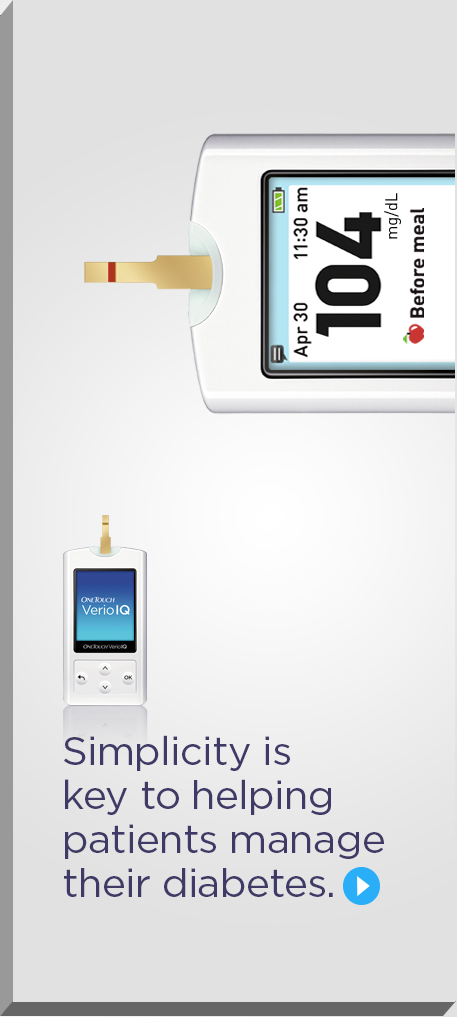 Apr 30 11:30 am
104
mg/dL
Before meal
ONETOUCH
VerioIQ
ONETOUCH VerioIQ
OK
Simplicity is
key to helping
patients manage
their diabetes.